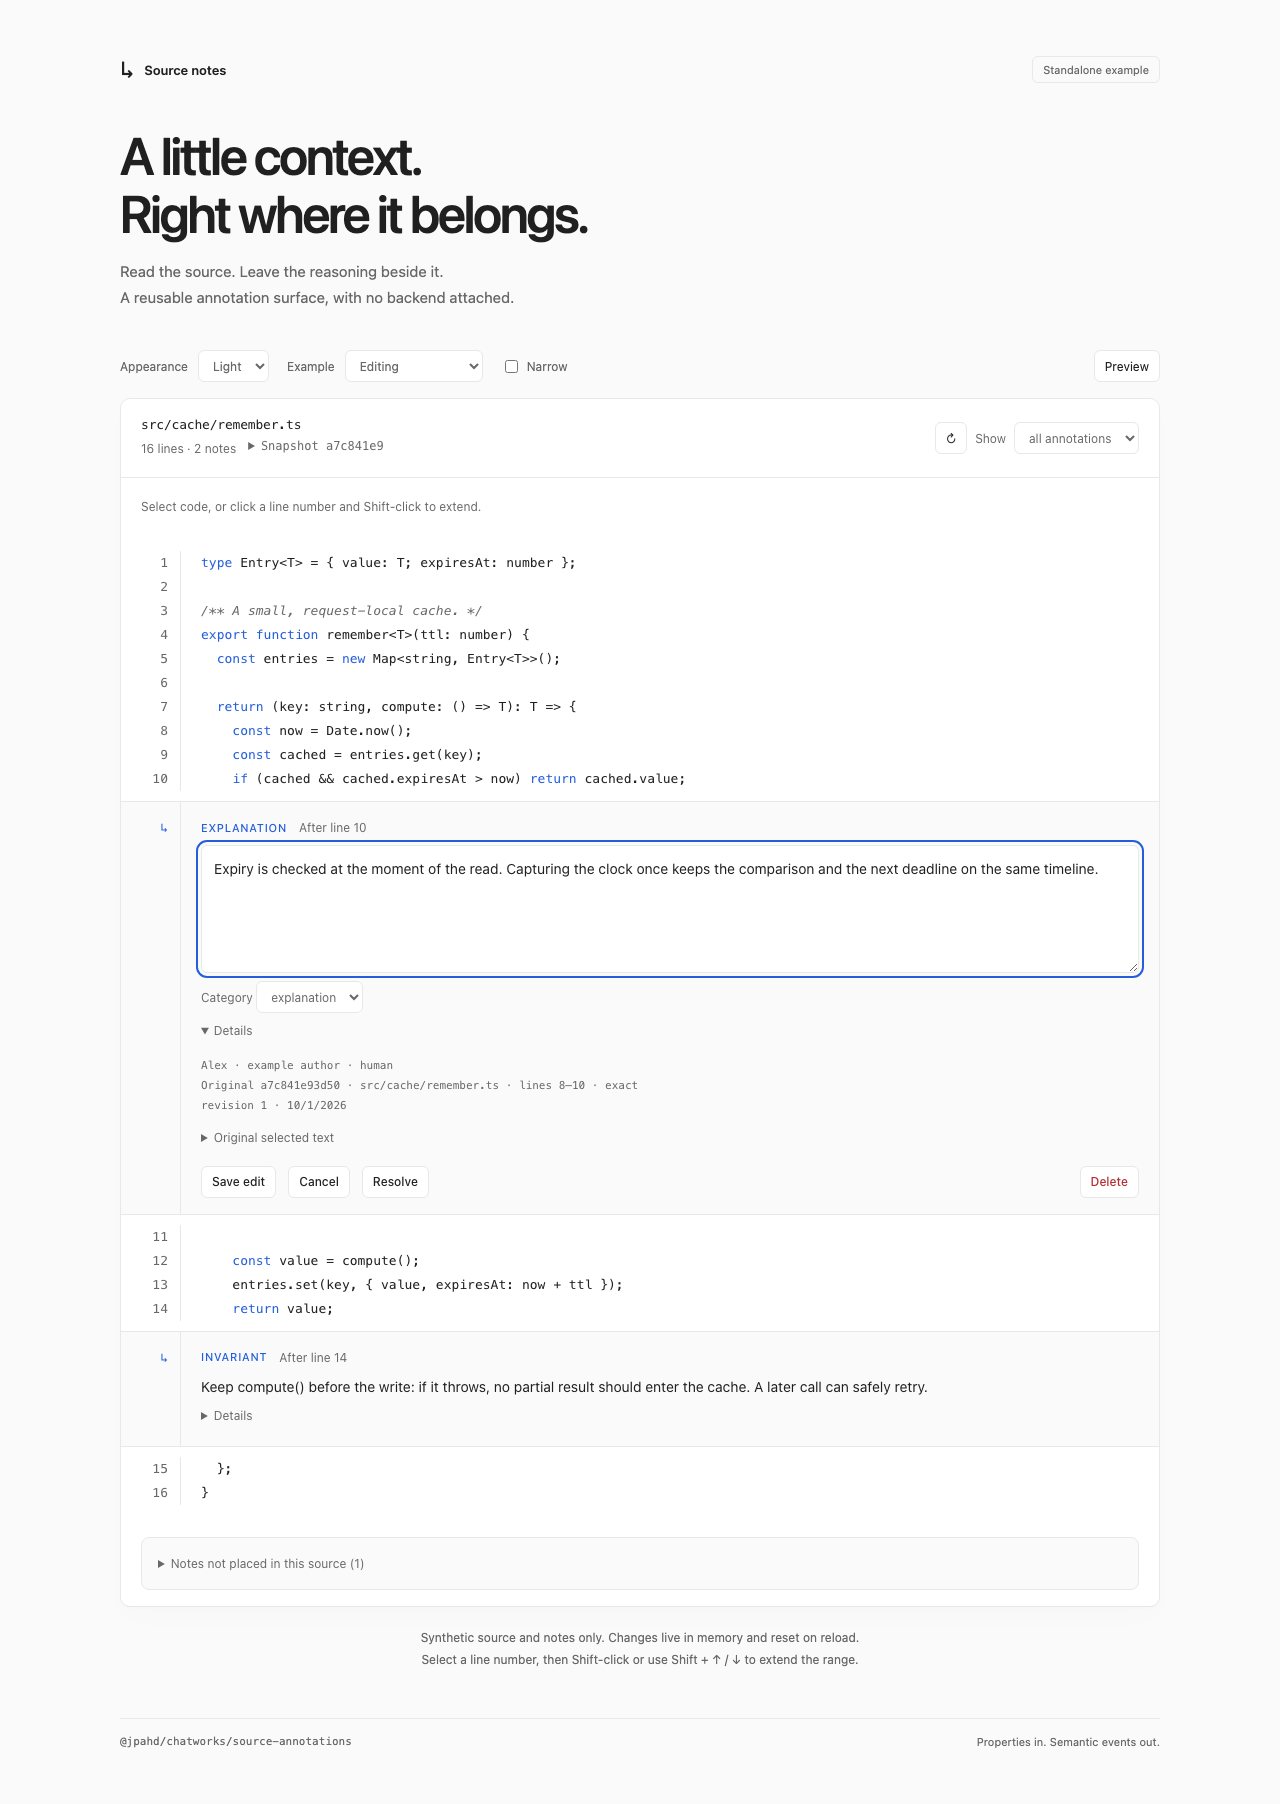 ↳ Source notes
Standalone example
A little context.
Right where it belongs.
Read the source. Leave the reasoning beside it.
A reusable annotation surface, with no backend attached.
Appearance Light Example Editing Narrow Preview
src/cache/remember.ts
16 lines · 2 notes ▶ Snapshot a7c841e9
↻ Show all annotations
Select code, or click a line number and Shift-click to extend.
1 type Entry<T> = { value: T; expiresAt: number };
2
3 /** A small, request-local cache. */
4 export function remember<T>(ttl: number) {
5   const entries = new Map<string, Entry<T>>();
6
7   return (key: string, compute: () => T): T => {
8     const now = Date.now();
9     const cached = entries.get(key);
10     if (cached && cached.expiresAt > now) return cached.value;
↳ EXPLANATION After line 10
Expiry is checked at the moment of the read. Capturing the clock once keeps the comparison and the next deadline on the same timeline.
Category explanation
▼ Details
Alex · example author · human
Original a7c841e93d50 · src/cache/remember.ts · lines 8–10 · exact
revision 1 · 10/1/2026
▶ Original selected text
Save edit Cancel Resolve Delete
11
12     const value = compute();
13     entries.set(key, { value, expiresAt: now + ttl });
14     return value;
↳ INVARIANT After line 14
Keep compute() before the write: if it throws, no partial result should enter the cache. A later call can safely retry.
▶ Details
15   };
16 }
▶ Notes not placed in this source (1)
Synthetic source and notes only. Changes live in memory and reset on reload.
Select a line number, then Shift-click or use Shift + ↑ / ↓ to extend the range.
@jpahd/chatworks/source-annotations
Properties in. Semantic events out.